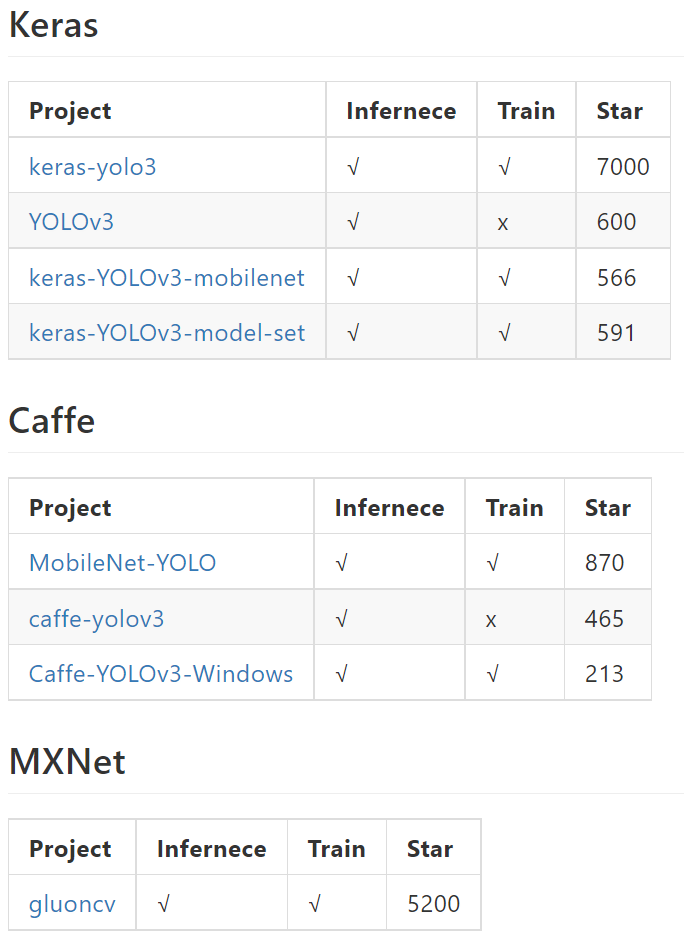 Keras
Project Infernece Train Star
keras-yolo3 √ √ 7000
YOLOv3 √ x 600
keras-YOLOv3-mobilenet √ √ 566
keras-YOLOv3-model-set √ √ 591
Caffe
Project Infernece Train Star
MobileNet-YOLO √ √ 870
caffe-yolov3 √ x 465
Caffe-YOLOv3-Windows √ √ 213
MXNet
Project Infernece Train Star
gluoncv √ √ 5200